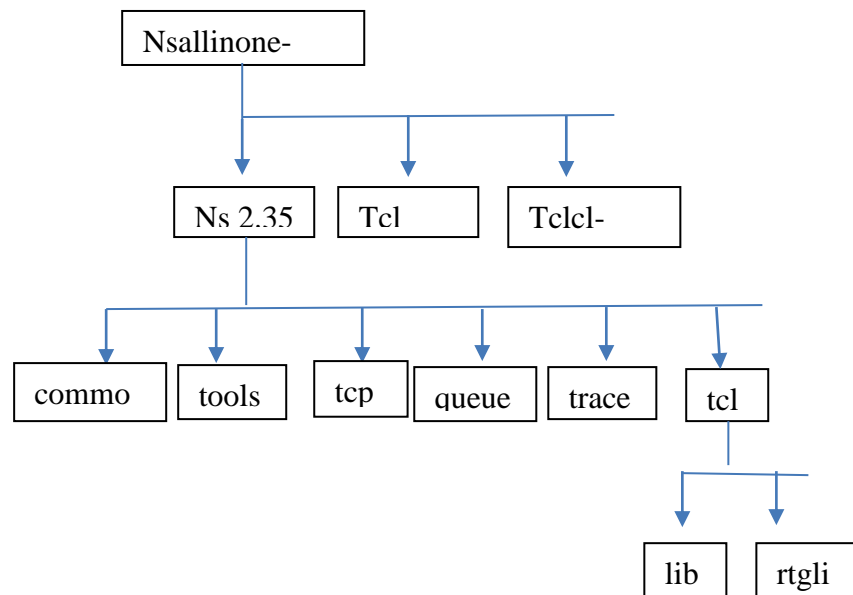 Nsallinone-
Ns 2.35
Tcl
Tclcl-
commo
tools
tcp
queue
trace
tcl
lib
rtgli